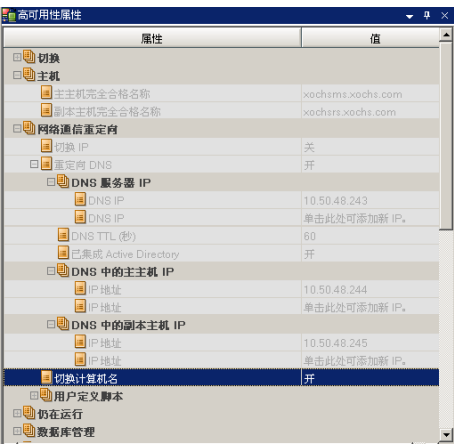 高可用性属性
属性 值
切换
主机
主主机完全合格名称 xochsms.xochs.com
副本主机完全合格名称 xochsrs.xochs.com
网络通信重定向
切换 IP 关
重定向 DNS 开
DNS 服务器 IP
DNS IP 10.50.48.243
DNS IP 单击此处可添加新 IP。
DNS TTL (秒) 60
已集成 Active Directory 开
DNS 中的主主机 IP
IP 地址 10.50.48.244
IP 地址 单击此处可添加新 IP。
DNS 中的副本主机 IP
IP 地址 10.50.48.245
IP 地址 单击此处可添加新 IP。
切换计算机名 开
用户定义脚本
仍在运行
数据库管理